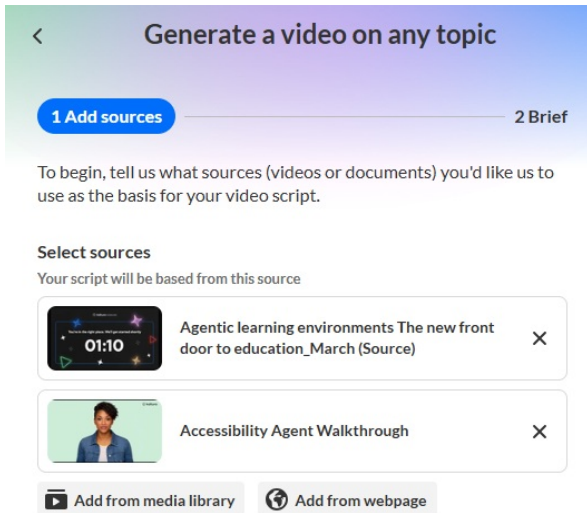 Generate a video on any topic
1 Add sources
2 Brief
To begin, tell us what sources (videos or documents) you'd like us to
use as the basis for your video script.
Select sources
Your script will be based from this source
01:10
Agentic learning environments The new front
door to education_March (Source)
Accessibility Agent Walkthrough
Add from media library
Add from webpage